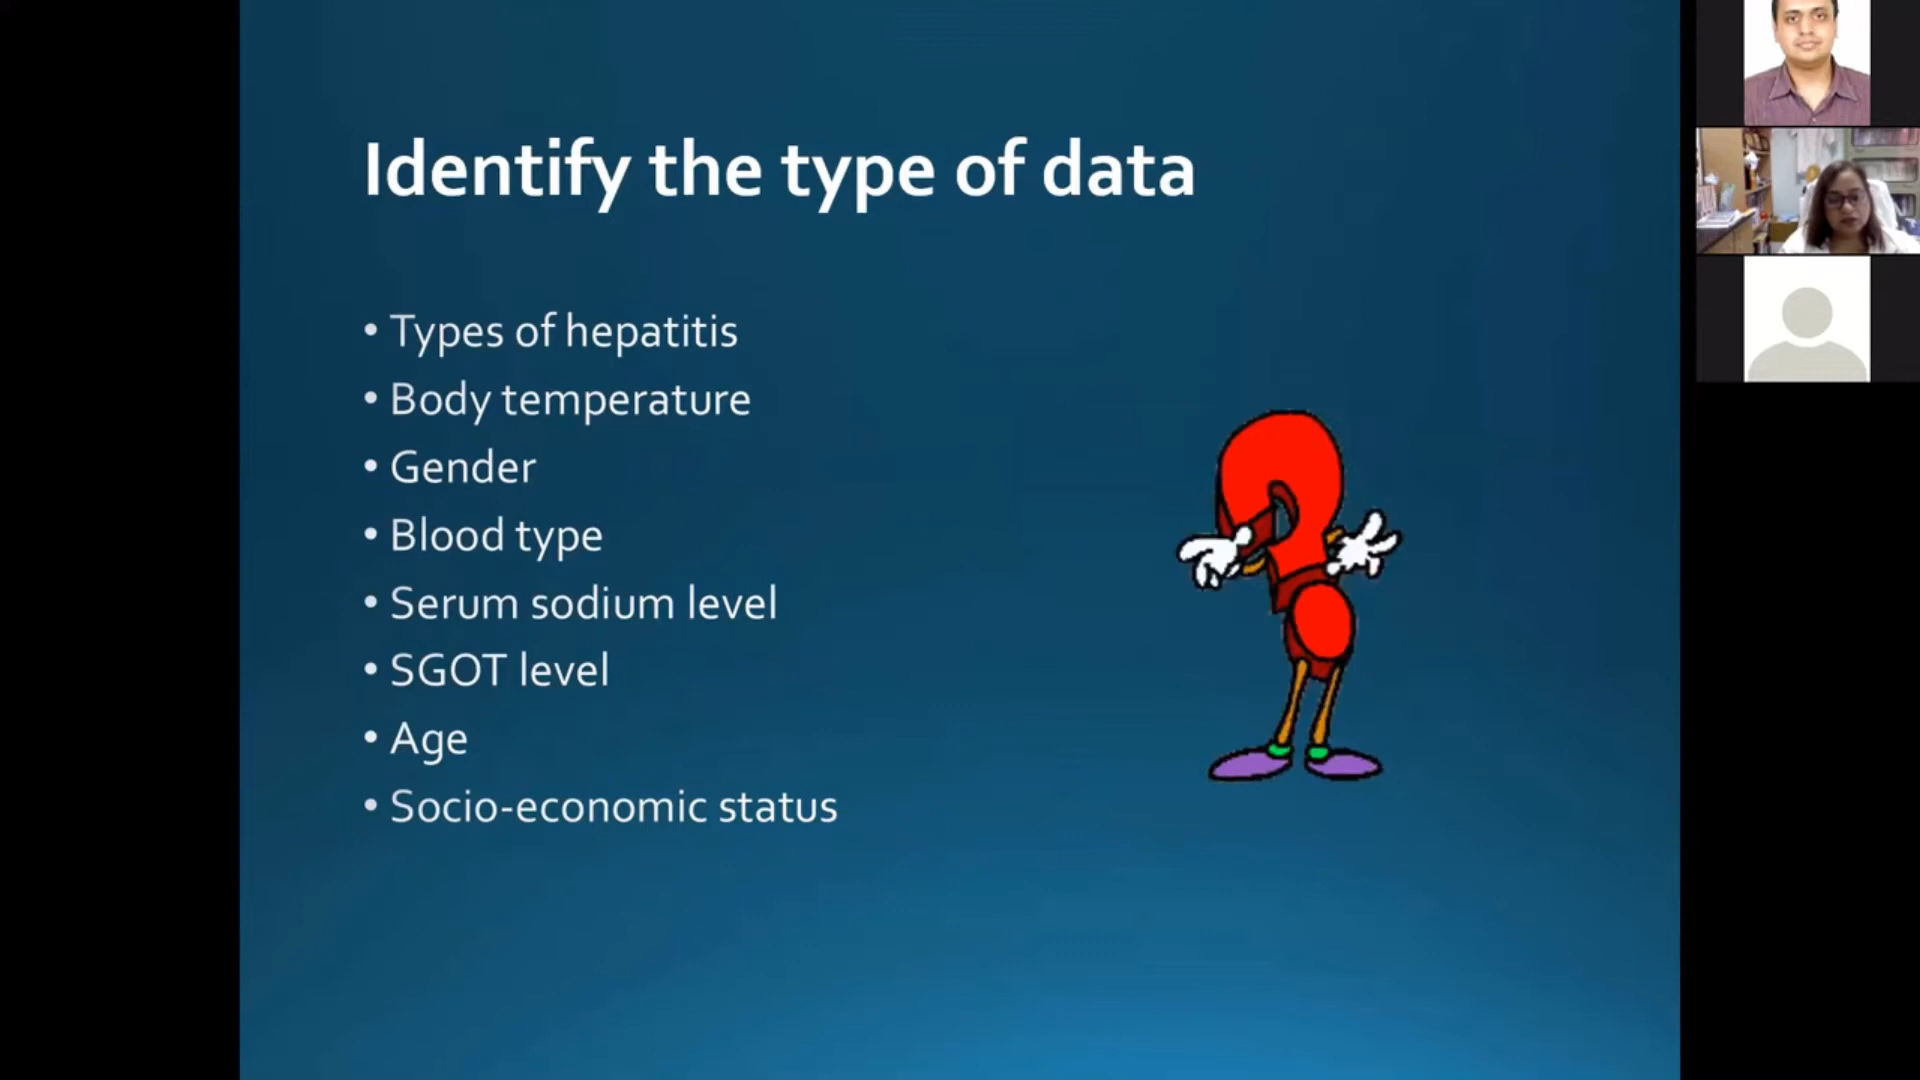 Identify the type of data
• Types of hepatitis
• Body temperature
• Gender
• Blood type
• Serum sodium level
• SGOT level
• Age
• Socio-economic status